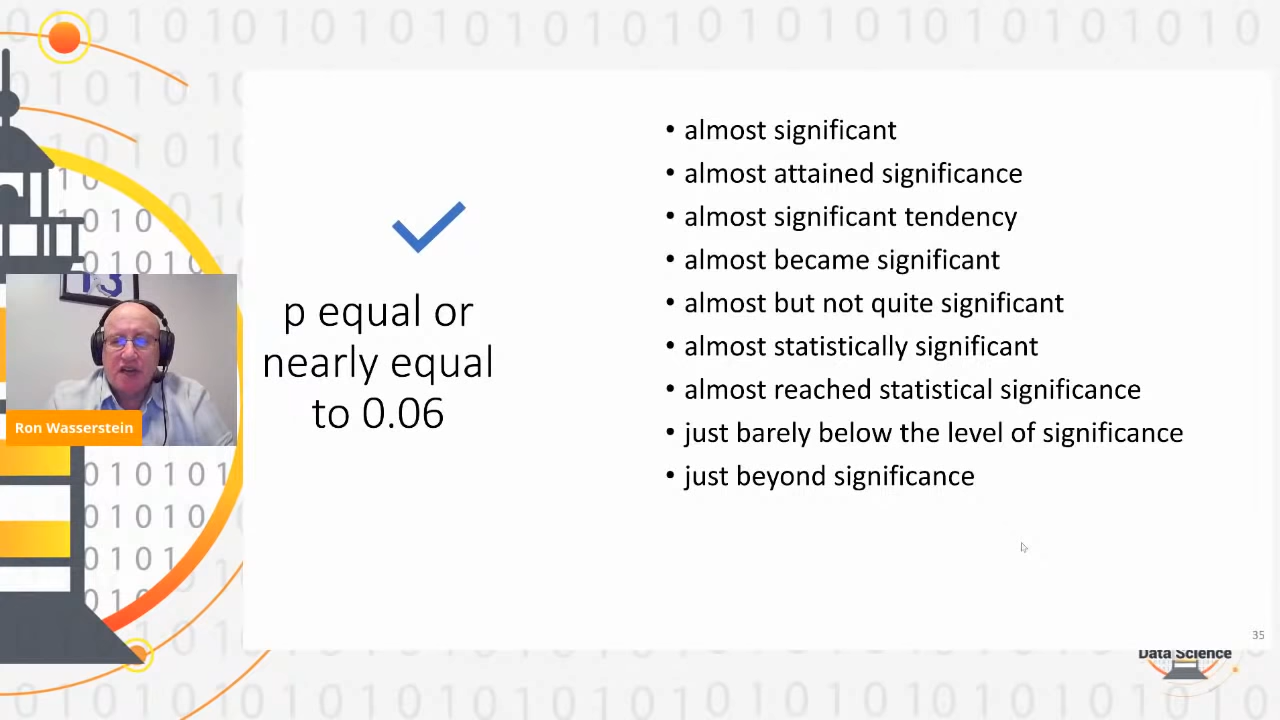 p equal or
nearly equal
to 0.06
• almost significant
• almost attained significance
• almost significant tendency
• almost became significant
• almost but not quite significant
• almost statistically significant
• almost reached statistical significance
• just barely below the level of significance
• just beyond significance
13
Ron Wasserstein
35
Data Science